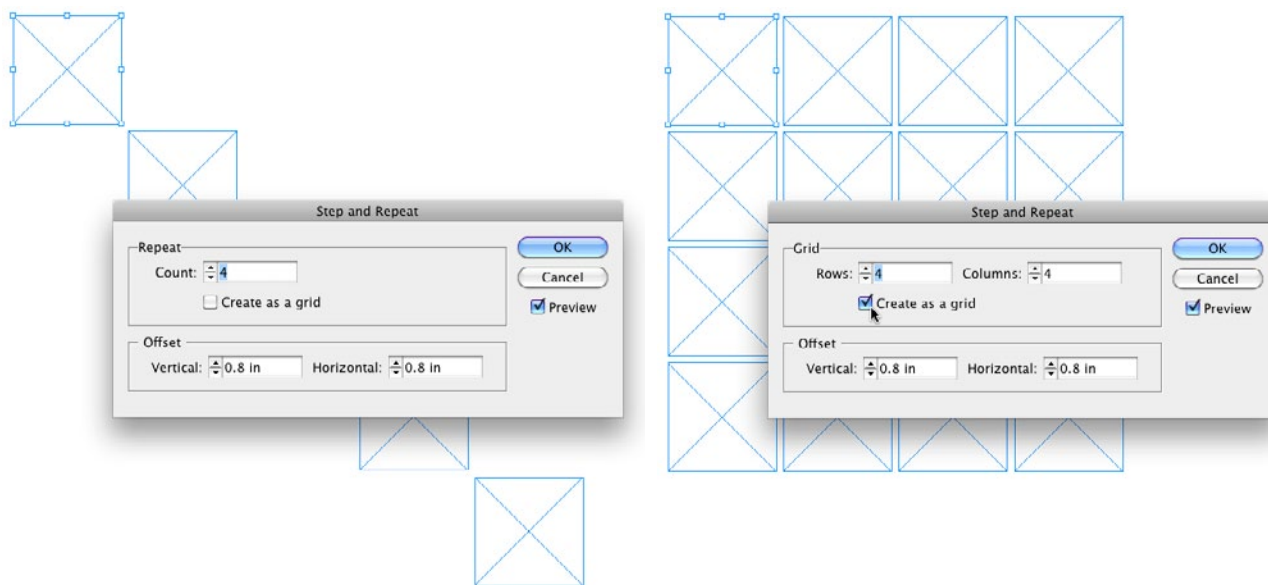 Step and Repeat
Repeat
Count: 4
Create as a grid
Offset
Vertical: 0.8 in Horizontal: 0.8 in
OK
Cancel
Preview
Step and Repeat
Grid
Rows: 4 Columns: 4
Create as a grid
Offset
Vertical: 0.8 in Horizontal: 0.8 in
OK
Cancel
Preview